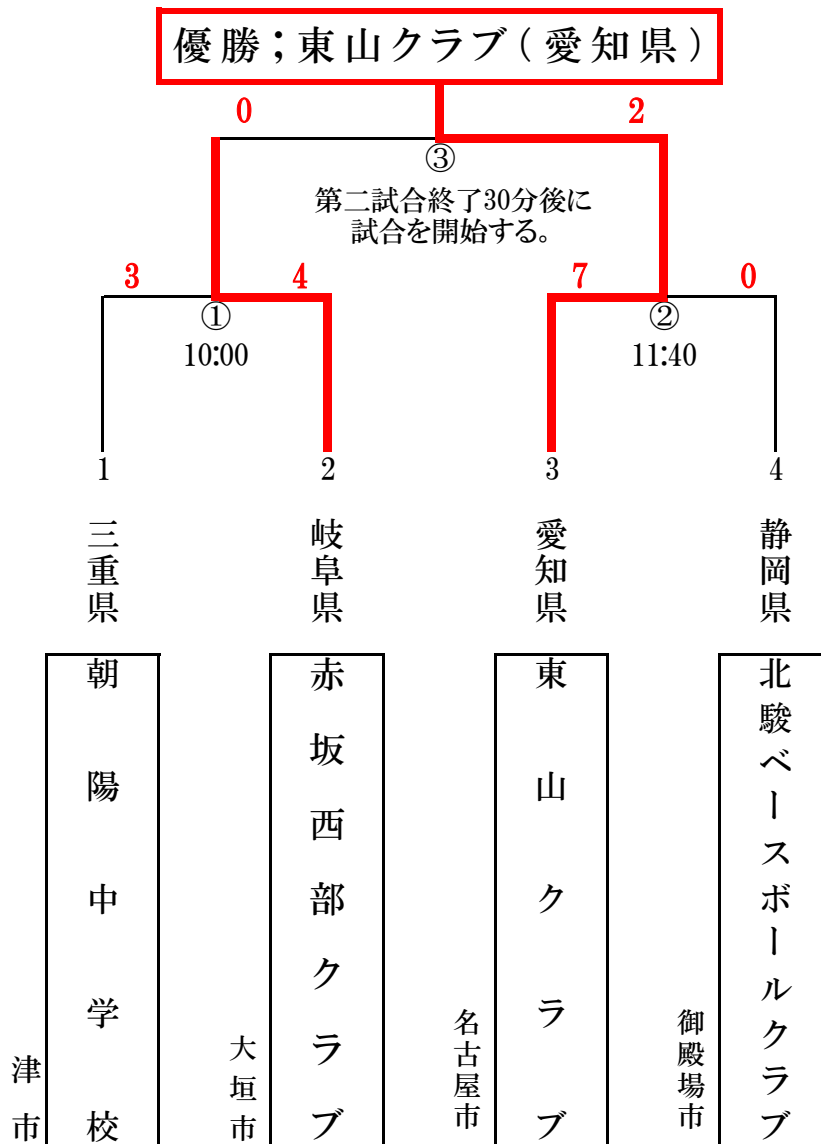 優勝；東山クラブ（愛知県）
0
2
③
第二試合終了30分後に
試合を開始する。
3
4
7
0
①
②
10:00
11:40
1
2
3
4
三重県
岐阜県
愛知県
静岡県
朝陽中学校
津市
赤坂西部クラブ
大垣市
東山クラブ
名古屋市
北駿ベースボールクラブ
御殿場市